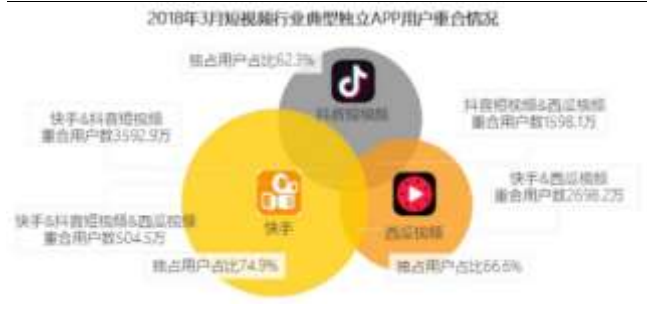 2018年3月短视频行业典型独立APP用户重合情况
独占用户占比62.3%
抖音短视频
快手&抖音短视频
重合用户数3592.9万
抖音短视频&西瓜视频
重合用户数1598.1万
快手&西瓜视频
重合用户数2698.2万
快手
西瓜视频
快手&抖音短视频&西瓜视频
重合用户数504.5万
独占用户占比74.9%
独占用户占比66.6%